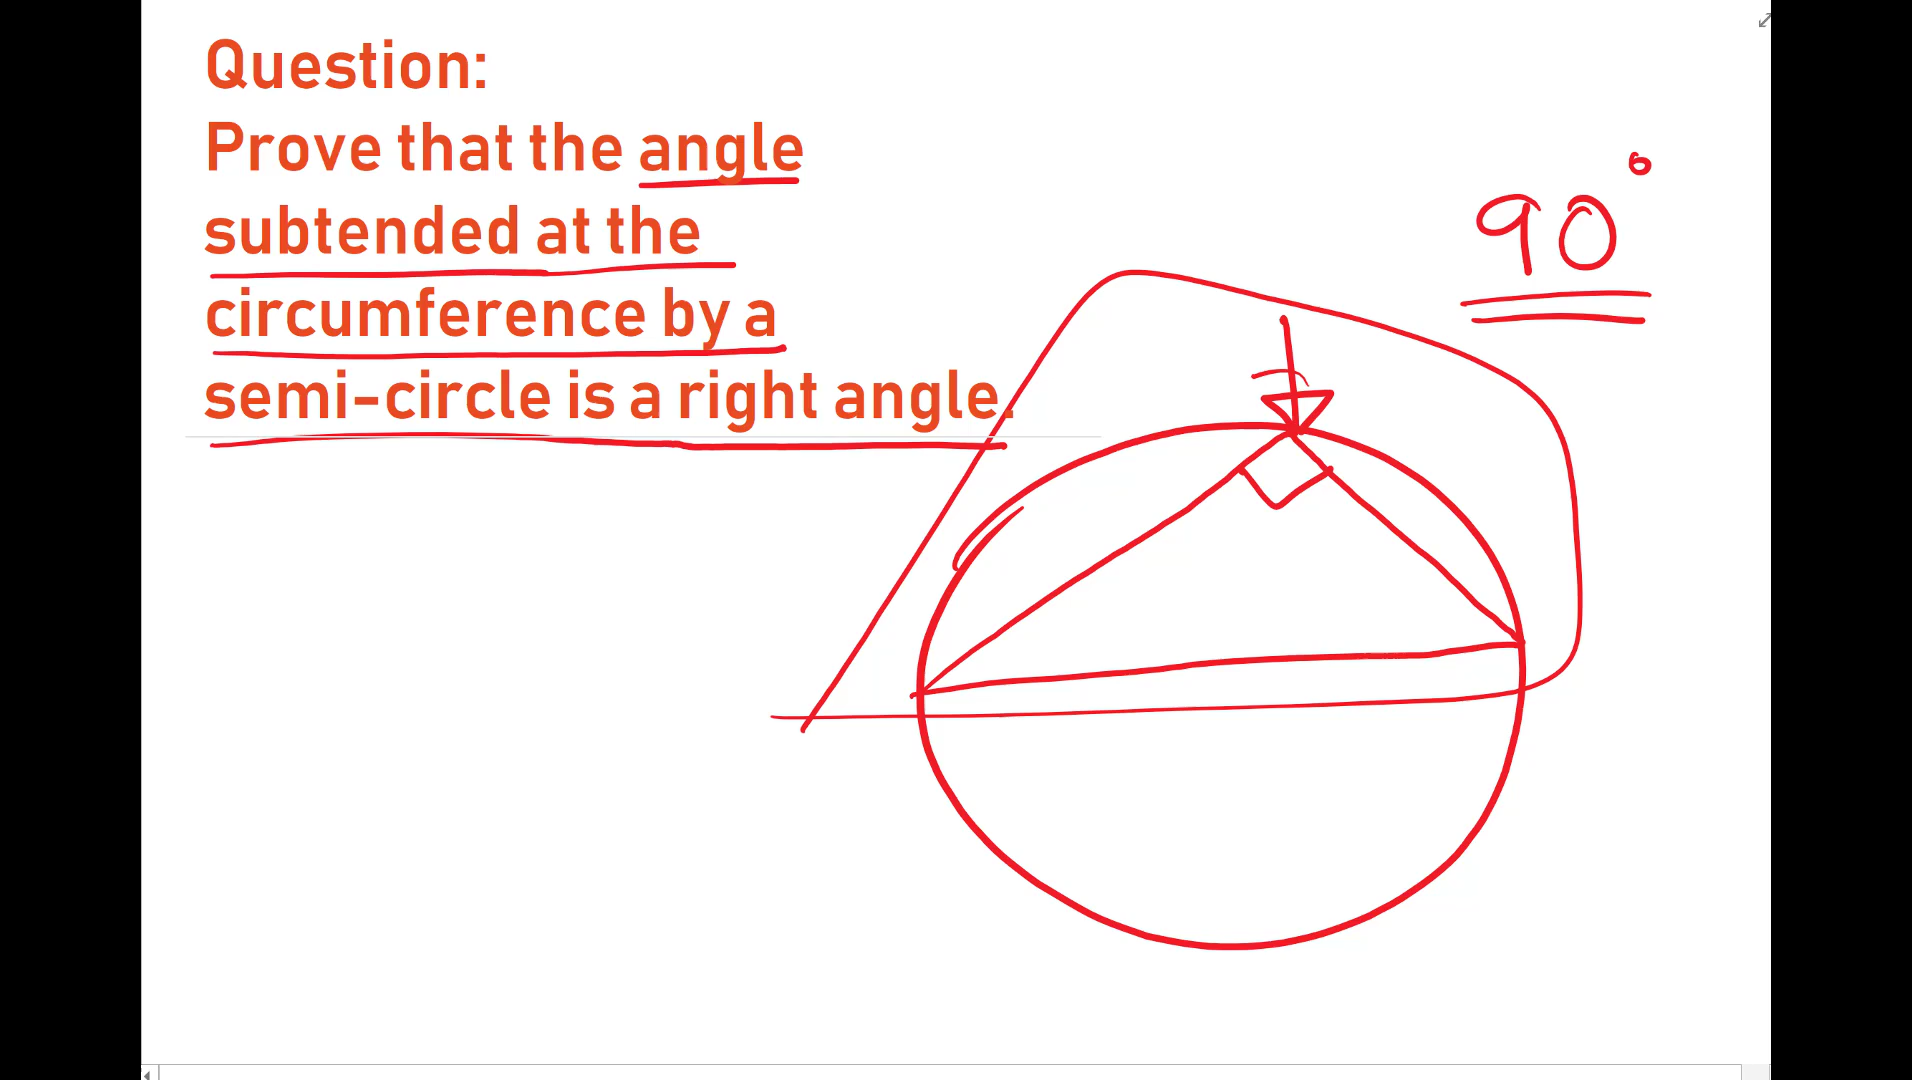 Question:
Prove that the angle
subtended at the
circumference by a
semi-circle is a right angle.
90°